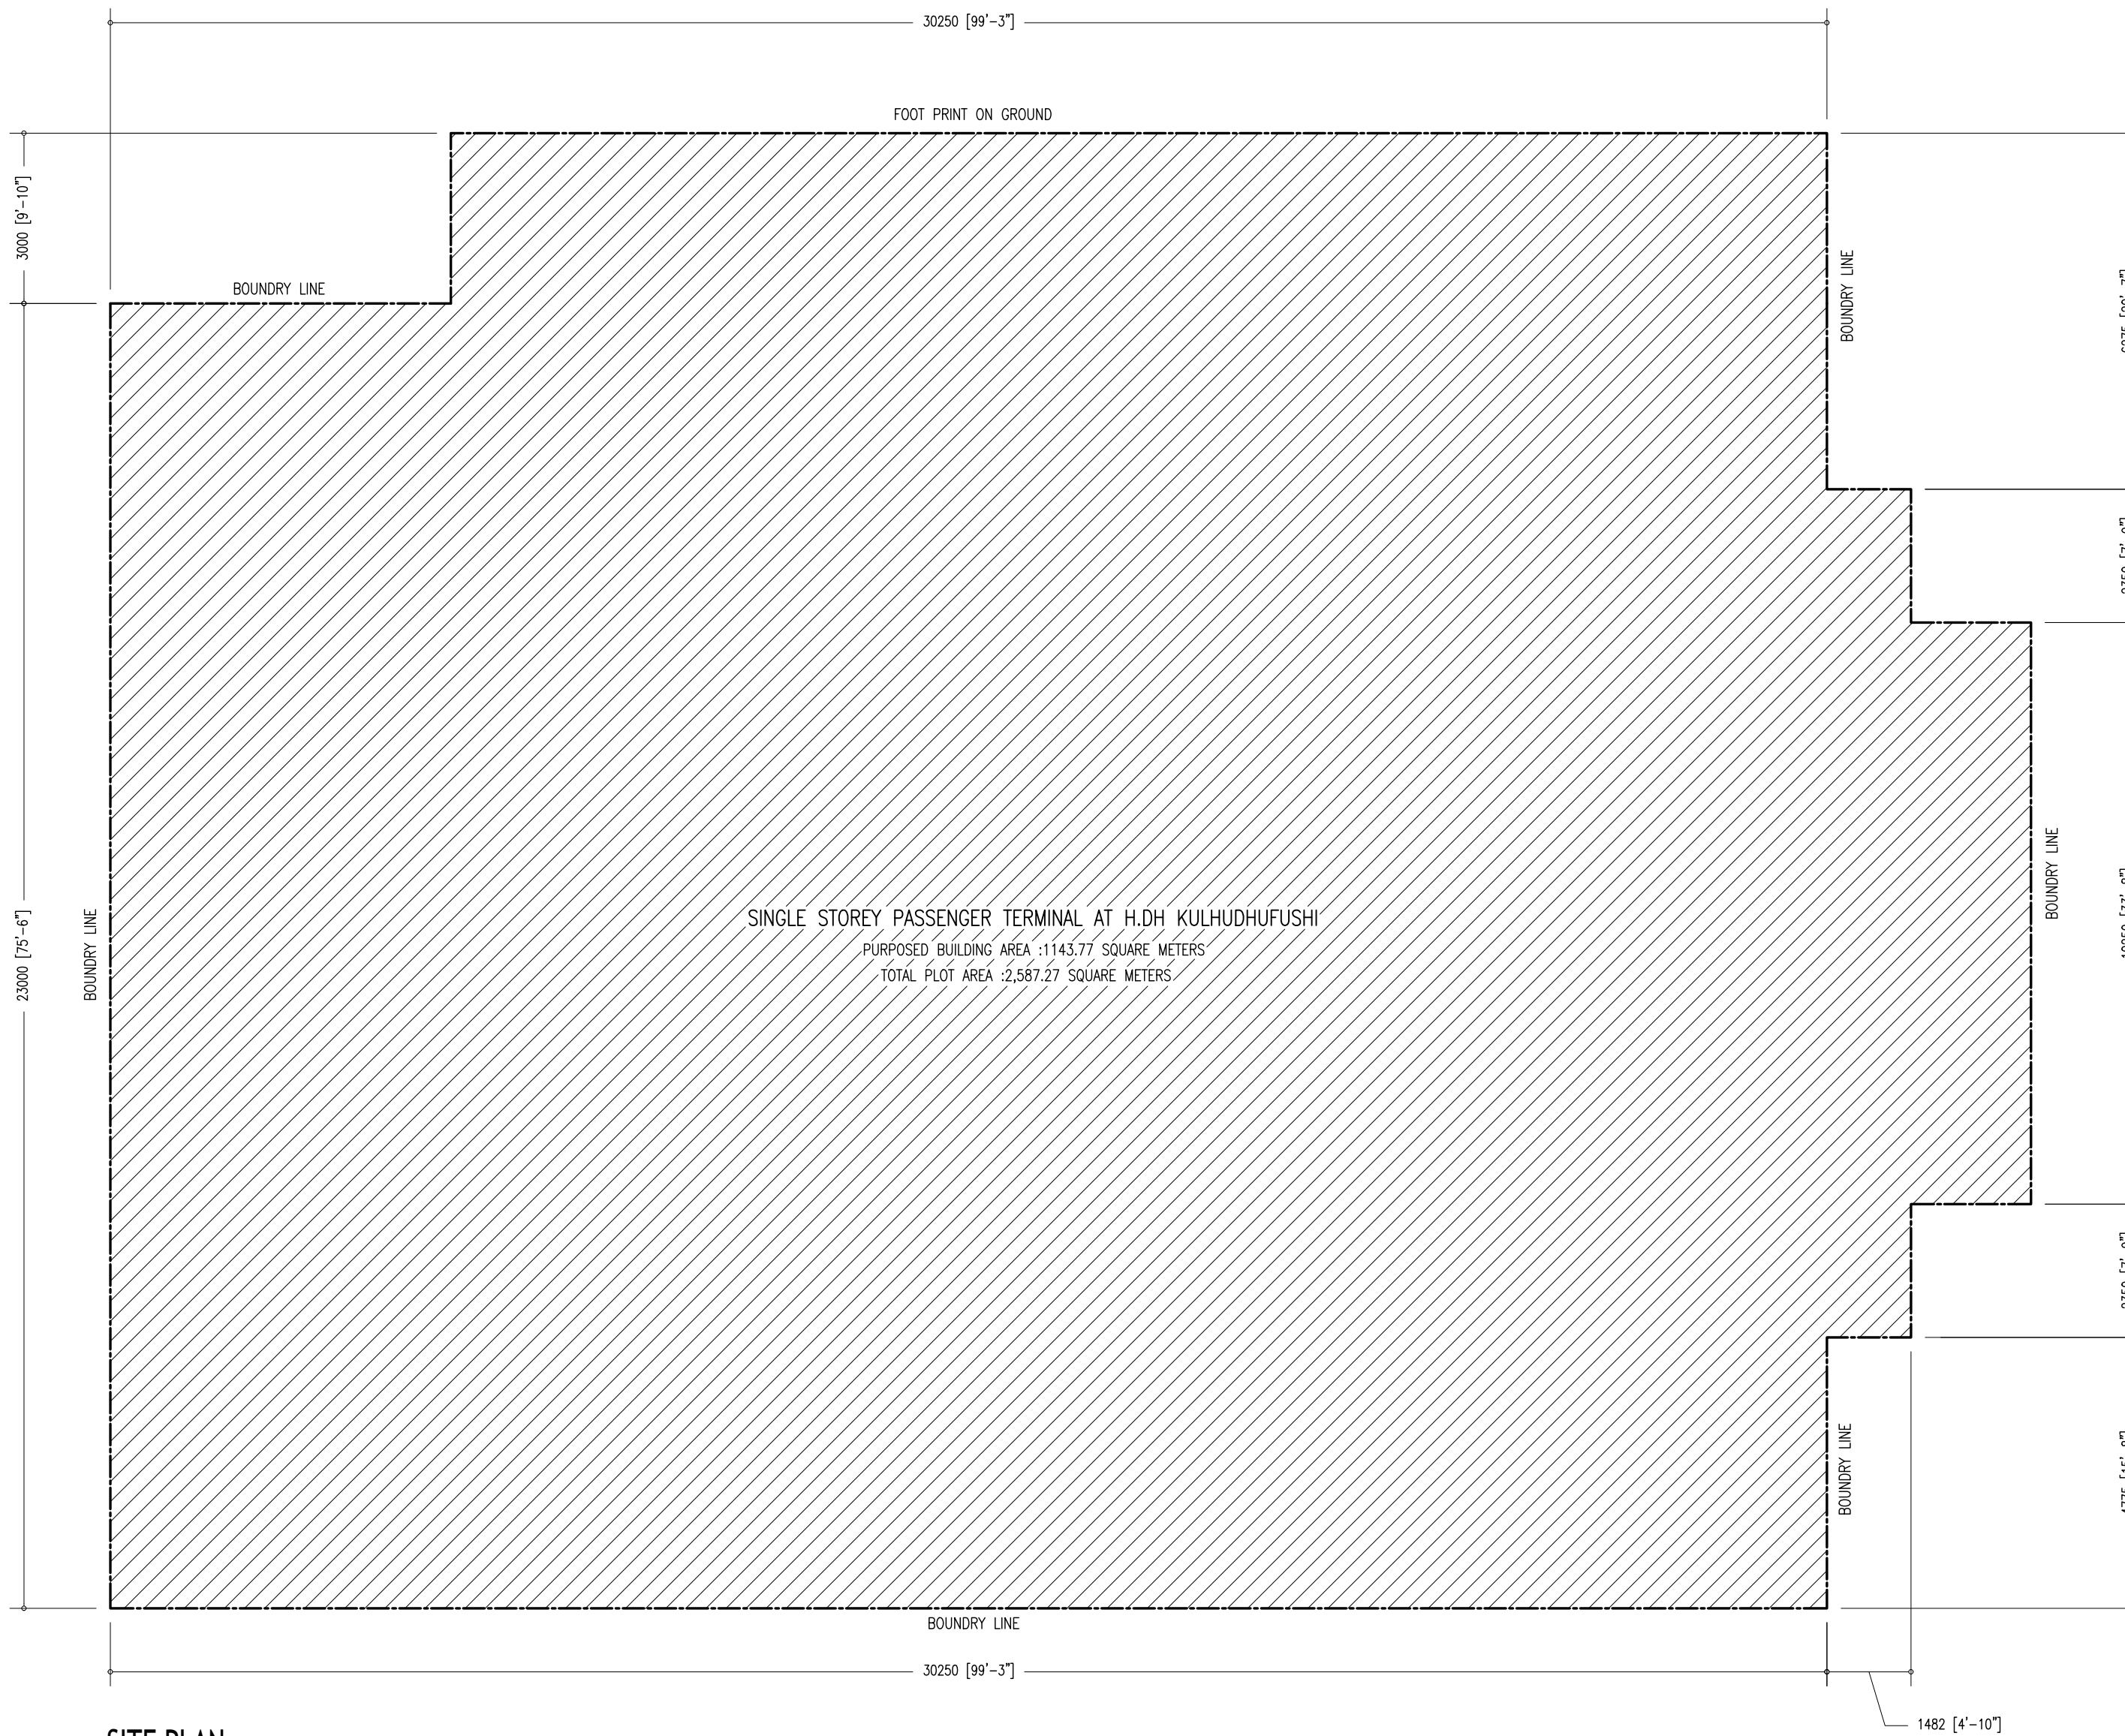 30250 [99'-3"]
FOOT PRINT ON GROUND
3000 [9'-10"]
BOUNDRY LINE
BOUNDRY LINE
BOUNDRY LINE
SINGLE STOREY PASSENGER TERMINAL AT H.DH KULHUDHUFUSHI
PURPOSED BUILDING AREA :1143.77 SQUARE METERS
TOTAL PLOT AREA :2,587.27 SQUARE METERS
23000 [75'-6"]
BOUNDRY LINE
BOUNDRY LINE
BOUNDRY LINE
30250 [99'-3"]
1482 [4'-10"]
SITE PLAN